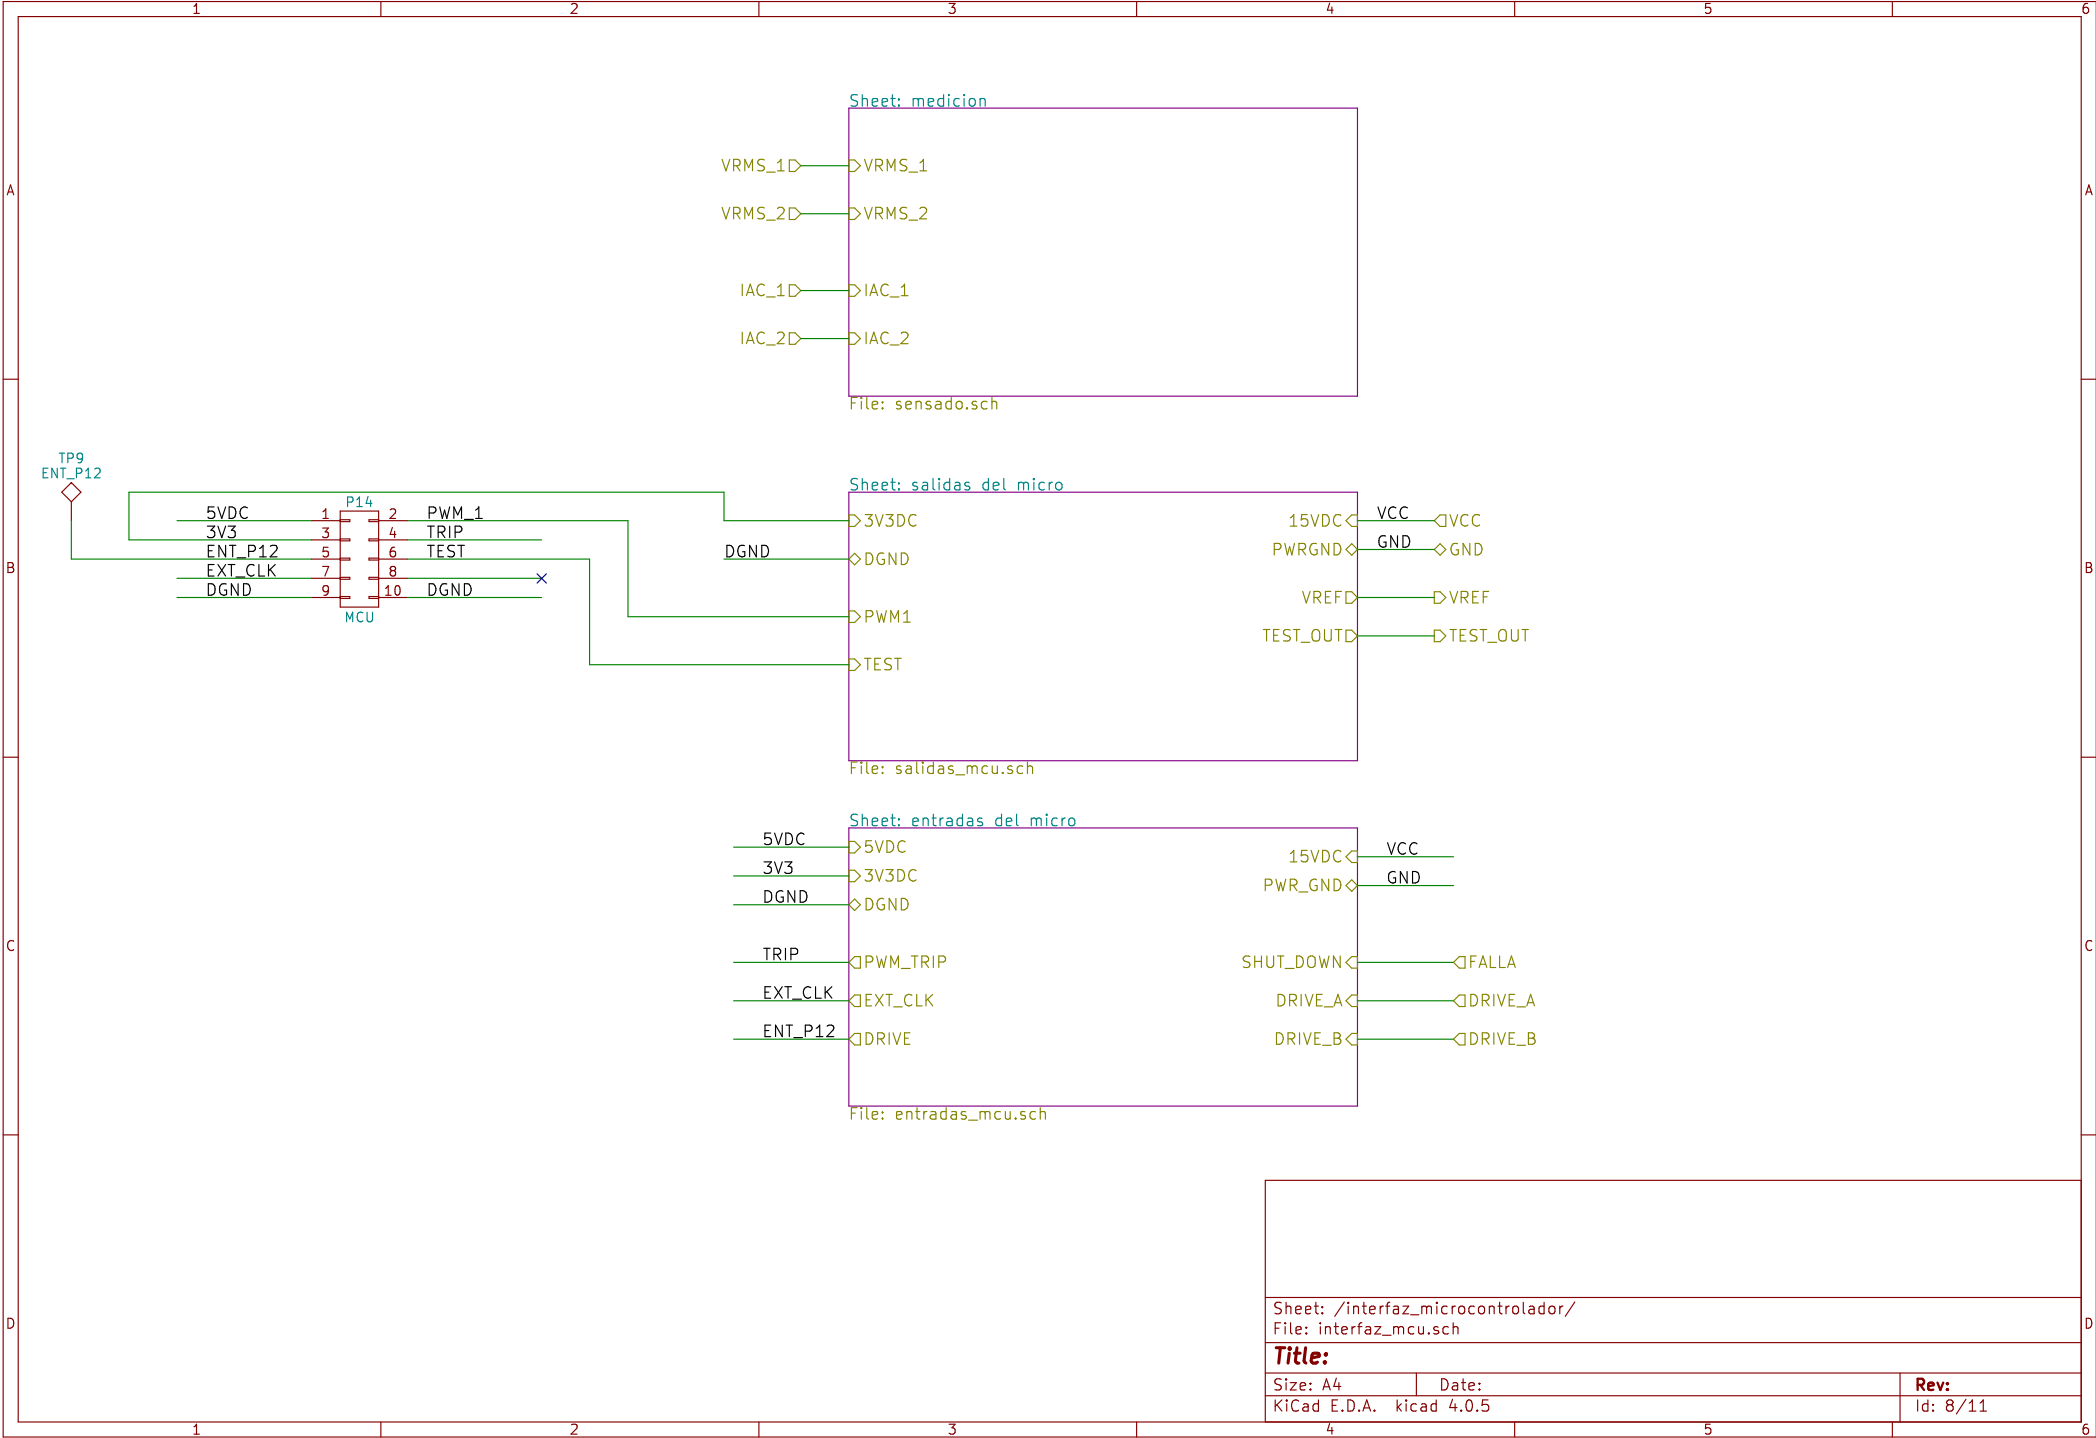 1 2 3 4 5 6
Sheet: medicion
VRMS_1 VRMS_1
A A
VRMS_2 VRMS_2
IAC_1 IAC_1
IAC_2 IAC_2
File: sensado.sch
TP9
ENT_P12
Sheet: salidas del micro
P14
5VDC 1 2 PWM_1
3V3 3 4 TRIP
ENT_P12 5 6 TEST
EXT_CLK 7 8
DGND 9 10 DGND
MCU
3V3DC 15VDC VCC VCC
DGND DGND PWRGND GND GND
B B
VREF VREF
PWM1
TEST_OUT TEST_OUT
TEST
File: salidas_mcu.sch
Sheet: entradas del micro
5VDC 5VDC
15VDC VCC
3V3 3V3DC
PWR_GND GND
DGND DGND
C C
TRIP PWM_TRIP SHUT_DOWN FALLA
EXT_CLK EXT_CLK DRIVE_A DRIVE_A
ENT_P12 DRIVE DRIVE_B DRIVE_B
File: entradas_mcu.sch
Sheet: /interfaz_microcontrolador/
D D
File: interfaz_mcu.sch
Title:
Size: A4 Date: Rev:
KiCad E.D.A. kicad 4.0.5 Id: 8/11
1 2 3 4 5 6